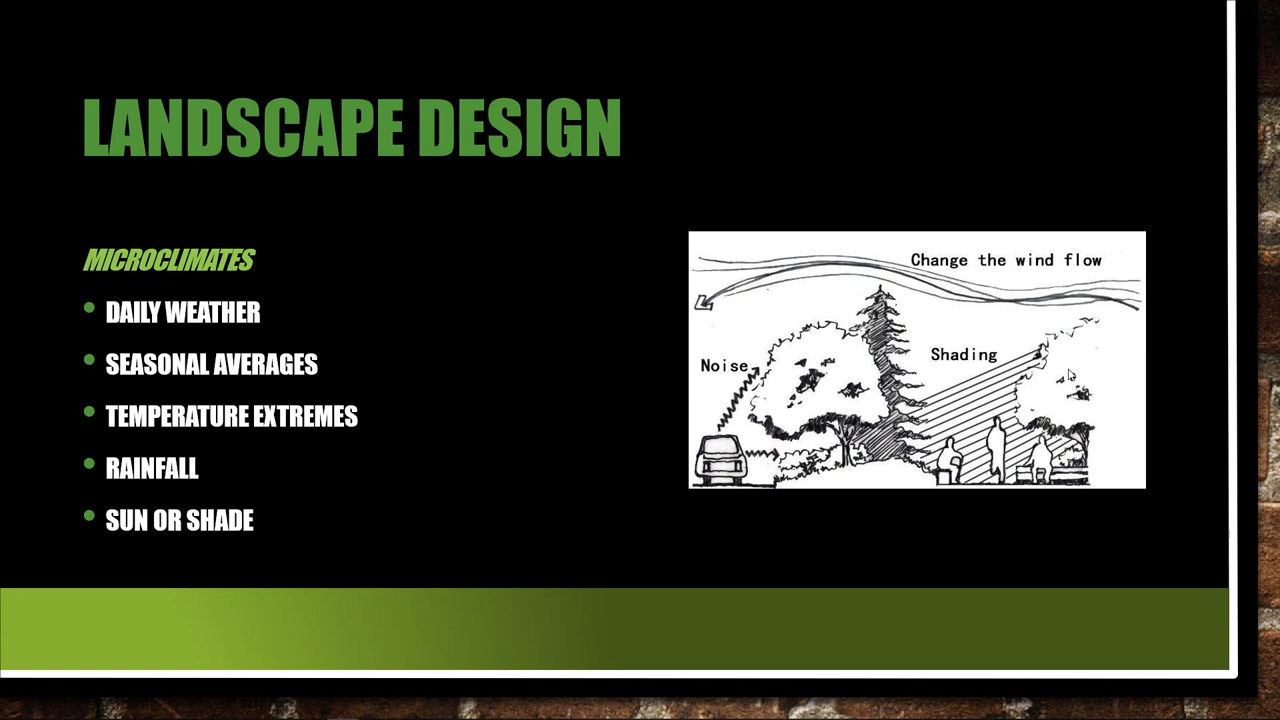 LANDSCAPE DESIGN
MICROCLIMATES
DAILY WEATHER
SEASONAL AVERAGES
TEMPERATURE EXTREMES
RAINFALL
SUN OR SHADE
Change the wind flow
Shading
Noise